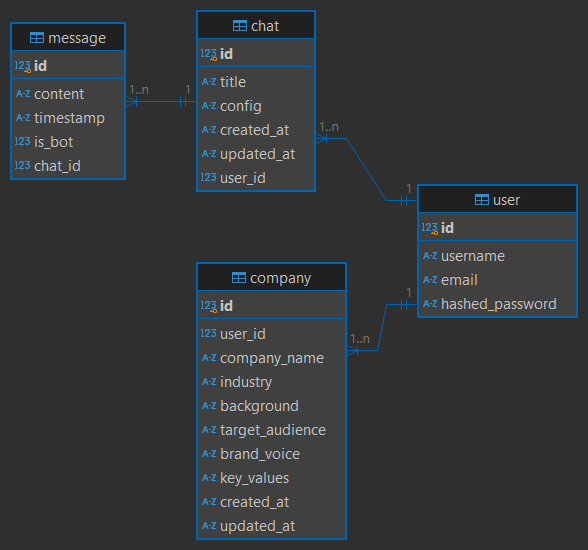 message
123 id
A-Z content
A-Z timestamp
123 is_bot
123 chat_id
1..n
1
chat
123 id
A-Z title
A-Z config
A-Z created_at
A-Z updated_at
123 user_id
1..n
1
user
123 id
A-Z username
A-Z email
A-Z hashed_password
1
1..n
company
123 id
123 user_id
A-Z company_name
A-Z industry
A-Z background
A-Z target_audience
A-Z brand_voice
A-Z key_values
A-Z created_at
A-Z updated_at